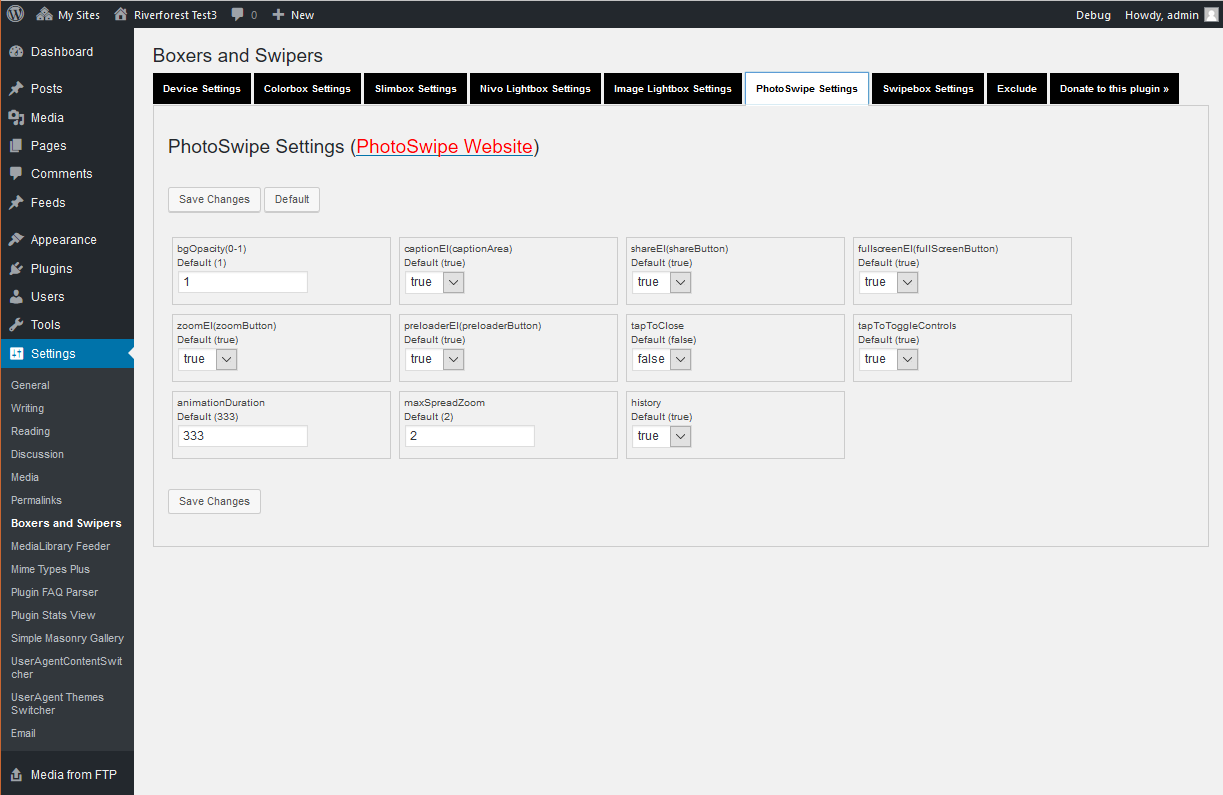 My Sites Riverforest Test3 0 New Debug Howdy, admin
Dashboard
Posts
Media
Pages
Comments
Feeds
Appearance
Plugins
Users
Tools
Settings
General
Writing
Reading
Discussion
Media
Permalinks
Boxers and Swipers
MediaLibrary Feeder
Mime Types Plus
Plugin FAQ Parser
Plugin Stats View
Simple Masonry Gallery
UserAgentContentSwit
cher
UserAgent Themes
Switcher
Email
Media from FTP
Boxers and Swipers
Device Settings Colorbox Settings Slimbox Settings Nivo Lightbox Settings Image Lightbox Settings PhotoSwipe Settings Swipebox Settings Exclude Donate to this plugin »
PhotoSwipe Settings (PhotoSwipe Website)
Save Changes Default
bgOpacity(0-1) captionEl(captionArea) shareEl(shareButton) fullscreenEl(fullScreenButton)
Default (1) Default (true) Default (true) Default (true)
1 true true true
zoomEl(zoomButton) preloaderEl(preloaderButton) tapToClose tapToToggleControls
Default (true) Default (true) Default (false) Default (true)
true true false true
animationDuration maxSpreadZoom history
Default (333) Default (2) Default (true)
333 2 true
Save Changes